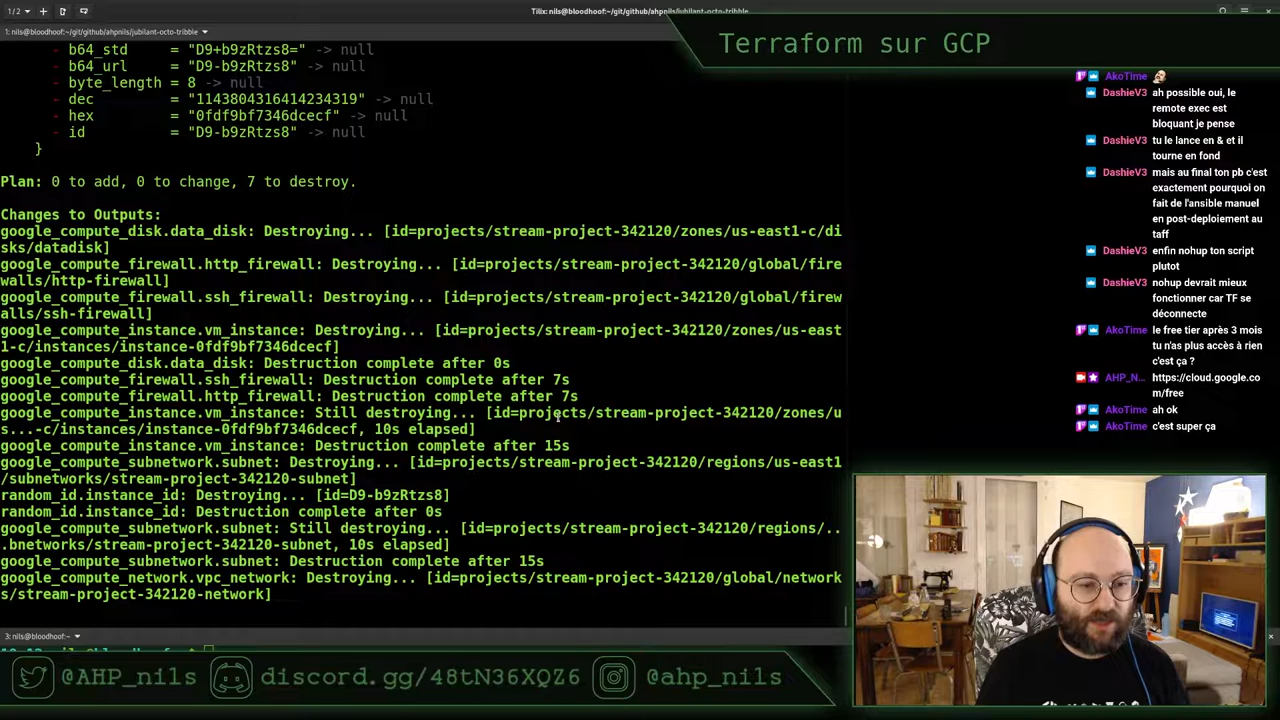 1/2
Tilix: nils@bloodhoof:~/git/github/ahpnils/jubilant-octo-tribble
1: nils@bloodhoof:~/git/github/ahpnils/jubilant-octo-tribble
Terraform sur GCP
- b64_std = "D9+b9zRtzs8=" -> null
- b64_url = "D9-b9zRtzs8" -> null
- byte_length = 8 -> null
- dec = "1143804316414234319" -> null
- hex = "0fdf9bf7346dcecf" -> null
- id = "D9-b9zRtzs8" -> null
}
Plan: 0 to add, 0 to change, 7 to destroy.
Changes to Outputs:
google_compute_disk.data_disk: Destroying... [id=projects/stream-project-342120/zones/us-east1-c/di
sks/datadisk]
google_compute_firewall.http_firewall: Destroying... [id=projects/stream-project-342120/global/fire
walls/http-firewall]
google_compute_firewall.ssh_firewall: Destroying... [id=projects/stream-project-342120/global/firew
alls/ssh-firewall]
google_compute_instance.vm_instance: Destroying... [id=projects/stream-project-342120/zones/us-east
1-c/instances/instance-0fdf9bf7346dcecf]
google_compute_disk.data_disk: Destruction complete after 0s
google_compute_firewall.ssh_firewall: Destruction complete after 7s
google_compute_firewall.http_firewall: Destruction complete after 7s
google_compute_instance.vm_instance: Still destroying... [id=projects/stream-project-342120/zones/u
s...-c/instances/instance-0fdf9bf7346dcecf, 10s elapsed]
google_compute_instance.vm_instance: Destruction complete after 15s
google_compute_subnetwork.subnet: Destroying... [id=projects/stream-project-342120/regions/us-east1
/subnetworks/stream-project-342120-subnet]
random_id.instance_id: Destroying... [id=D9-b9zRtzs8]
random_id.instance_id: Destruction complete after 0s
google_compute_subnetwork.subnet: Still destroying... [id=projects/stream-project-342120/regions/..
.bnetworks/stream-project-342120-subnet, 10s elapsed]
google_compute_subnetwork.subnet: Destruction complete after 15s
google_compute_network.vpc_network: Destroying... [id=projects/stream-project-342120/global/network
s/stream-project-342120-network]
3: nils@bloodhoof:~
AkoTime
DashieV3 ah possible oui, le
remote exec est
bloquant je pense
DashieV3 tu le lance en & et il
tourne en fond
DashieV3 mais au final ton pb c'est
exactement pourquoi on
fait de l'ansible manuel
en post-deploiement au
taff
DashieV3 enfin nohup ton script
plutot
DashieV3 nohup devrait mieux
fonctionner car TF se
déconnecte
AkoTime le free tier après 3 mois
tu n'as plus accès à rien
c'est ça ?
AHP_N... https://cloud.google.co
m/free
AkoTime ah ok
AkoTime c'est super ça
@AHP_nils
discord.gg/48tN36XQZ6
@ahp_nils